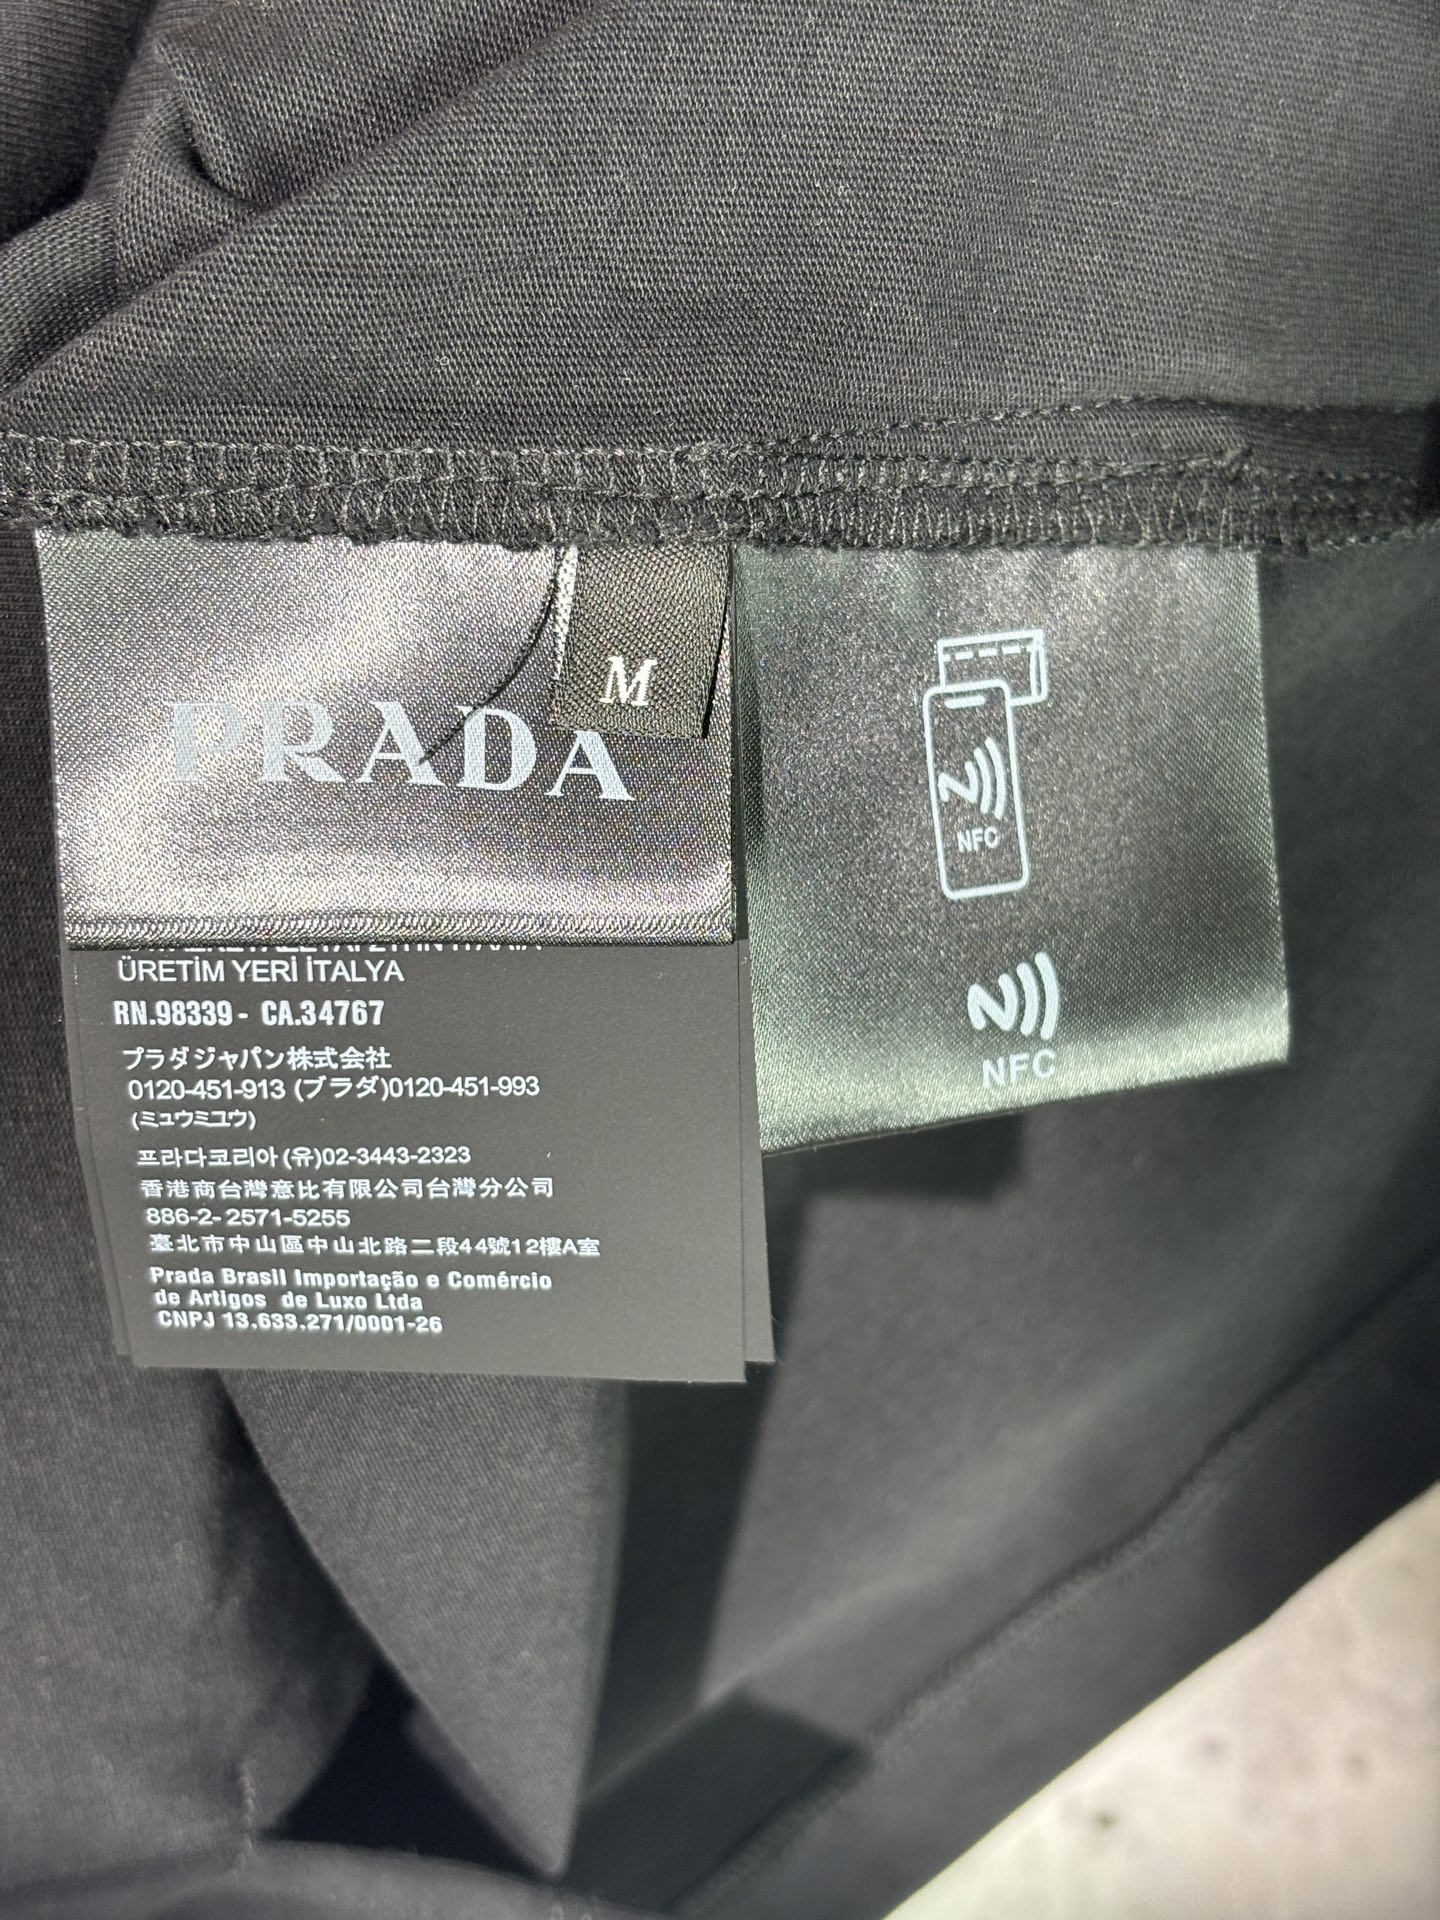 M
PRADA
NFC
NFC
ÜRETİM YERİ İTALYA
RN.98339 - CA.34767
プラダジャパン株式会社
0120-451-913 (プラダ)0120-451-993
(ミュウミュウ)
프라다코리아 (유)02-3443-2323
香港商台灣意比有限公司台灣分公司
886-2- 2571-5255
臺北市中山區中山北路二段44號12樓A室
Prada Brasil Importação e Comércio
de Artigos de Luxo Ltda
CNPJ 13.633.271/0001-26